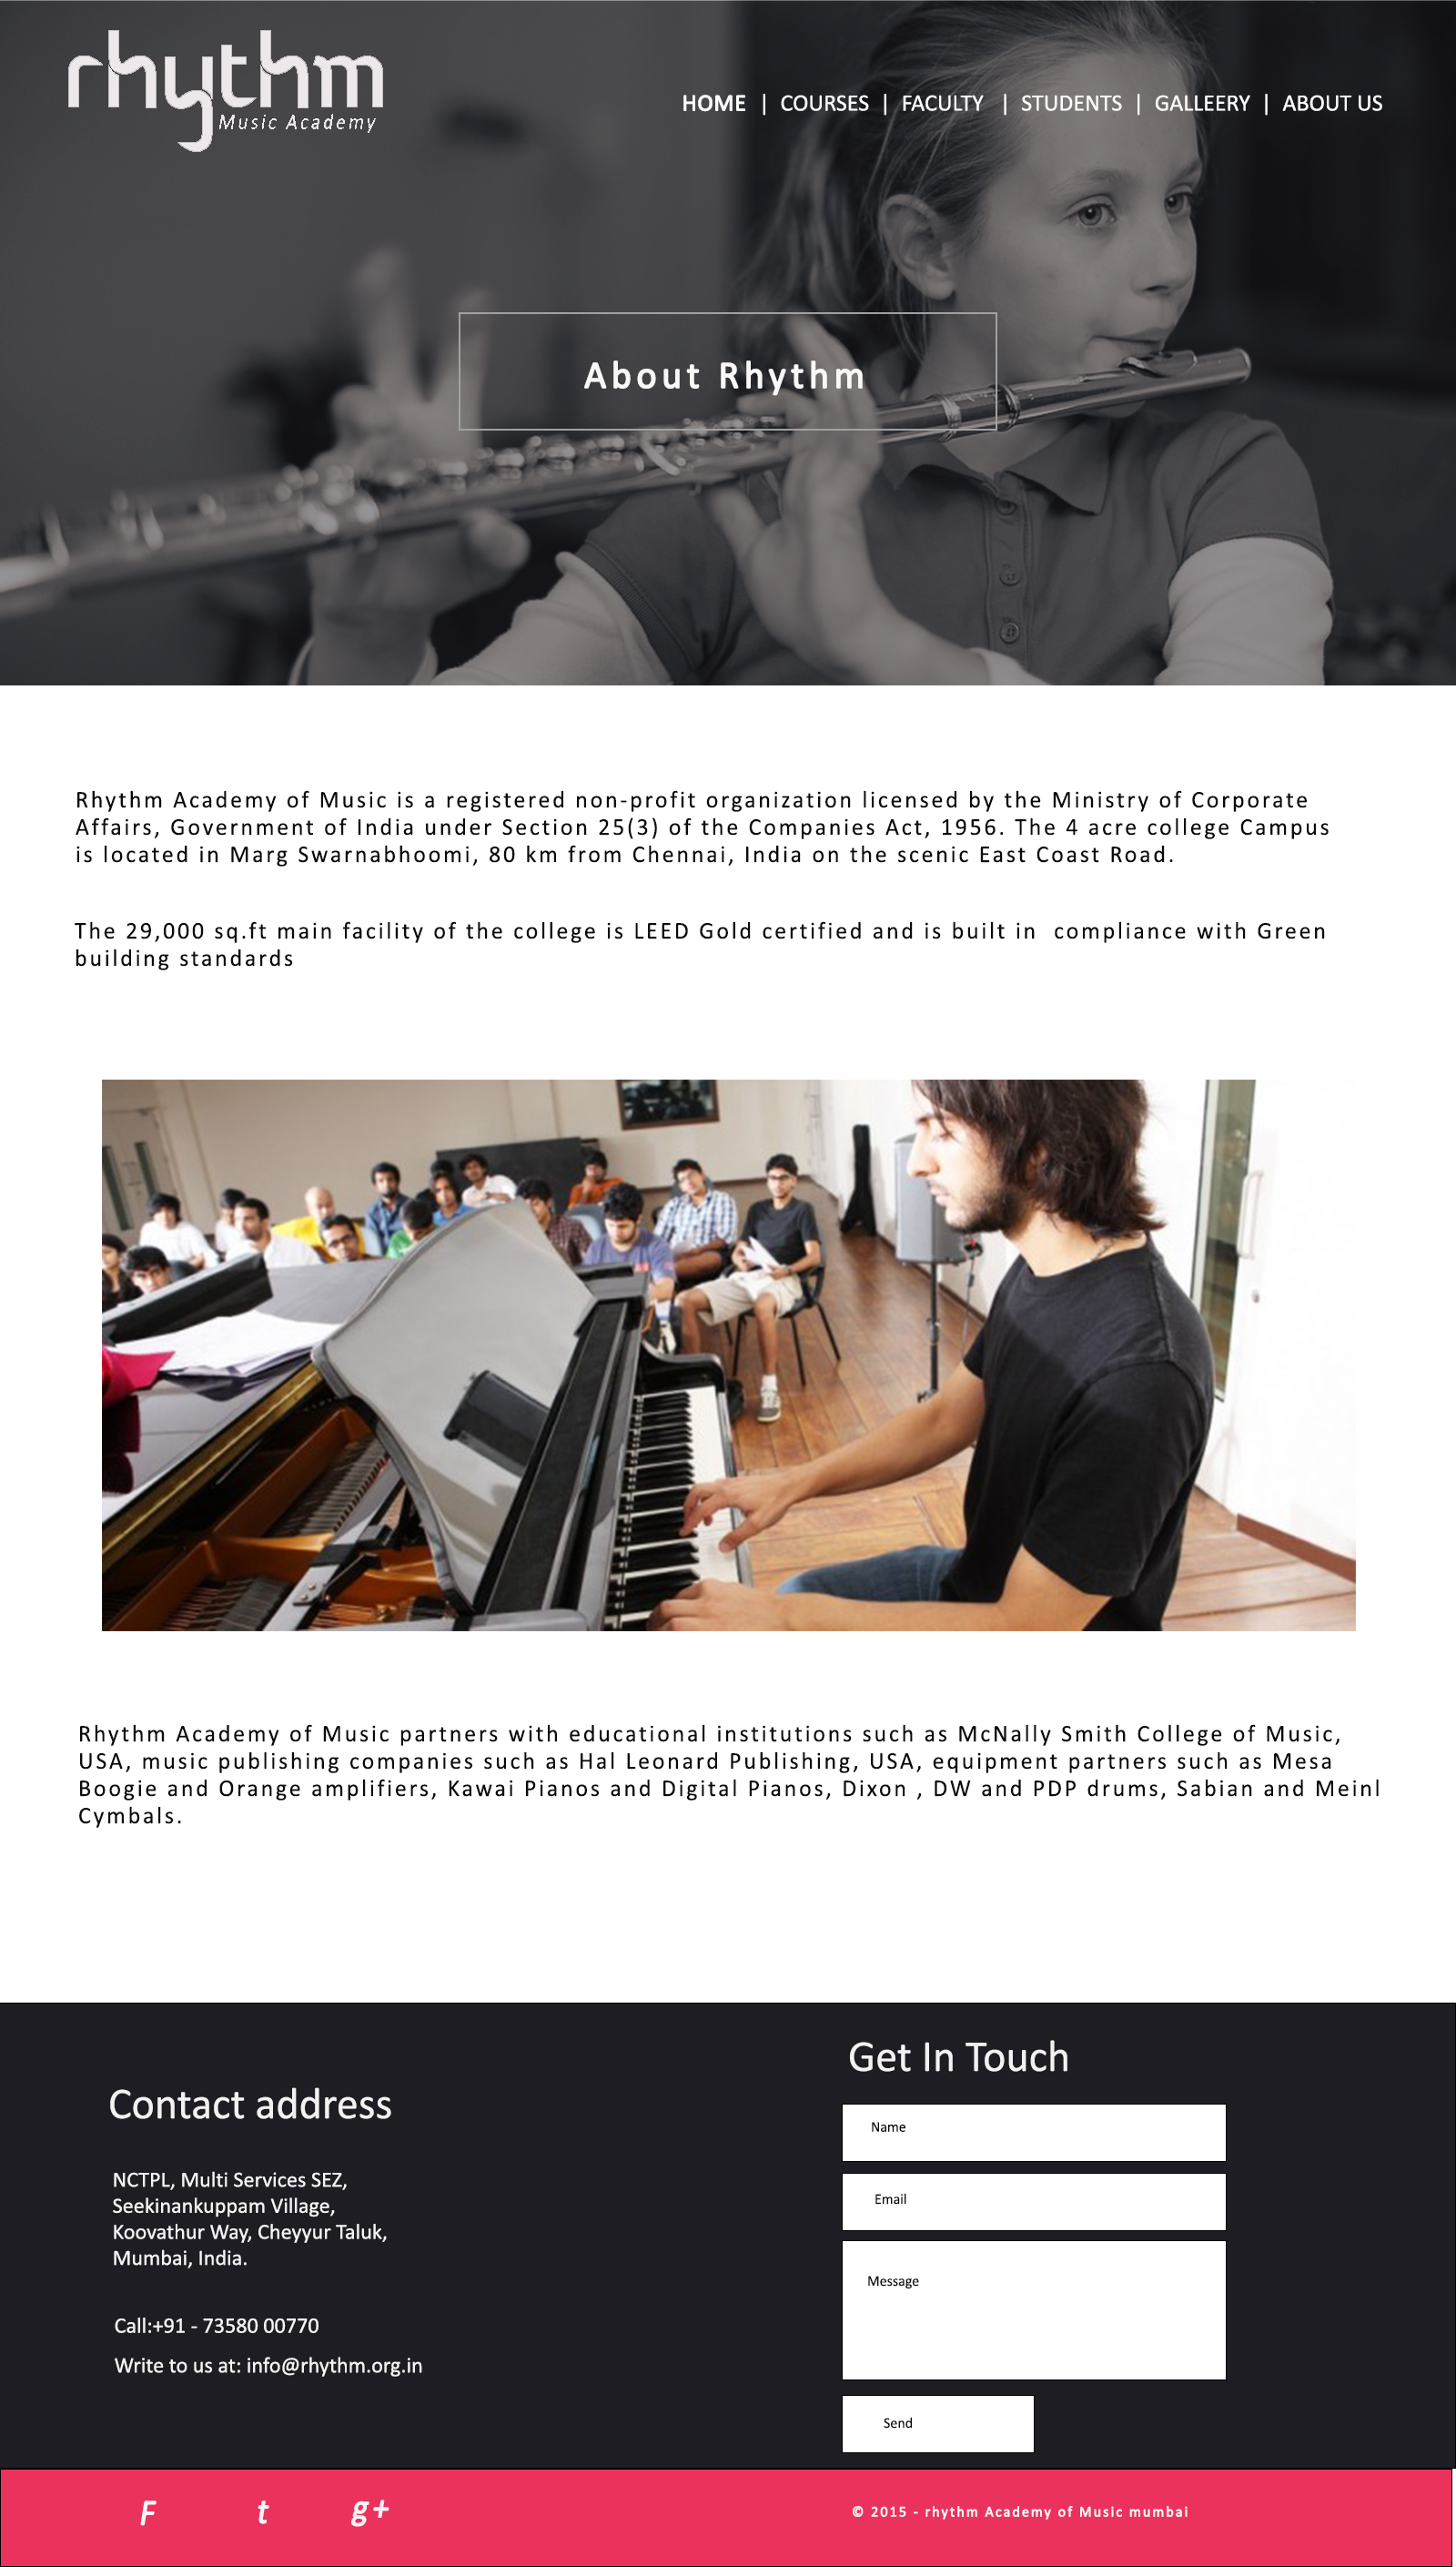 rhythm
Music Academy
HOME | COURSES | FACULTY | STUDENTS | GALLEERY | ABOUT US
About Rhythm
Rhythm Academy of Music is a registered non-profit organization licensed by the Ministry of Corporate
Affairs, Government of India under Section 25(3) of the Companies Act, 1956. The 4 acre college Campus
is located in Marg Swarnabhoomi, 80 km from Chennai, India on the scenic East Coast Road.
The 29,000 sq.ft main facility of the college is LEED Gold certified and is built in compliance with Green
building standards
Rhythm Academy of Music partners with educational institutions such as McNally Smith College of Music,
USA, music publishing companies such as Hal Leonard Publishing, USA, equipment partners such as Mesa
Boogie and Orange amplifiers, Kawai Pianos and Digital Pianos, Dixon , DW and PDP drums, Sabian and Meinl
Cymbals.
Contact address
NCTPL, Multi Services SEZ,
Seekinankuppam Village,
Koovathur Way, Cheyyur Taluk,
Mumbai, India.
Call:+91 - 73580 00770
Write to us at: info@rhythm.org.in
Get In Touch
Name
Email
Message
Send
F t g+
© 2015 - rhythm Academy of Music mumbai